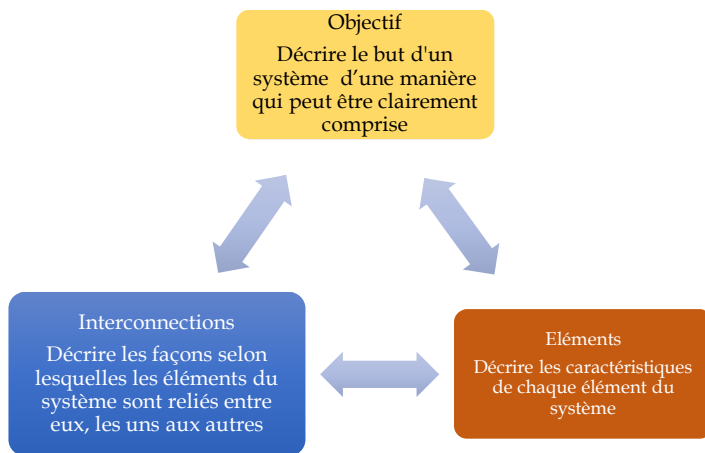 Objectif
Décrire le but d'un
système d’une manière
qui peut être clairement
comprise
Interconnections
Décrire les façons selon
lesquelles les éléments du
système sont reliés entre
eux, les uns aux autres
Eléments
Décrire les caractéristiques
de chaque élément du
système